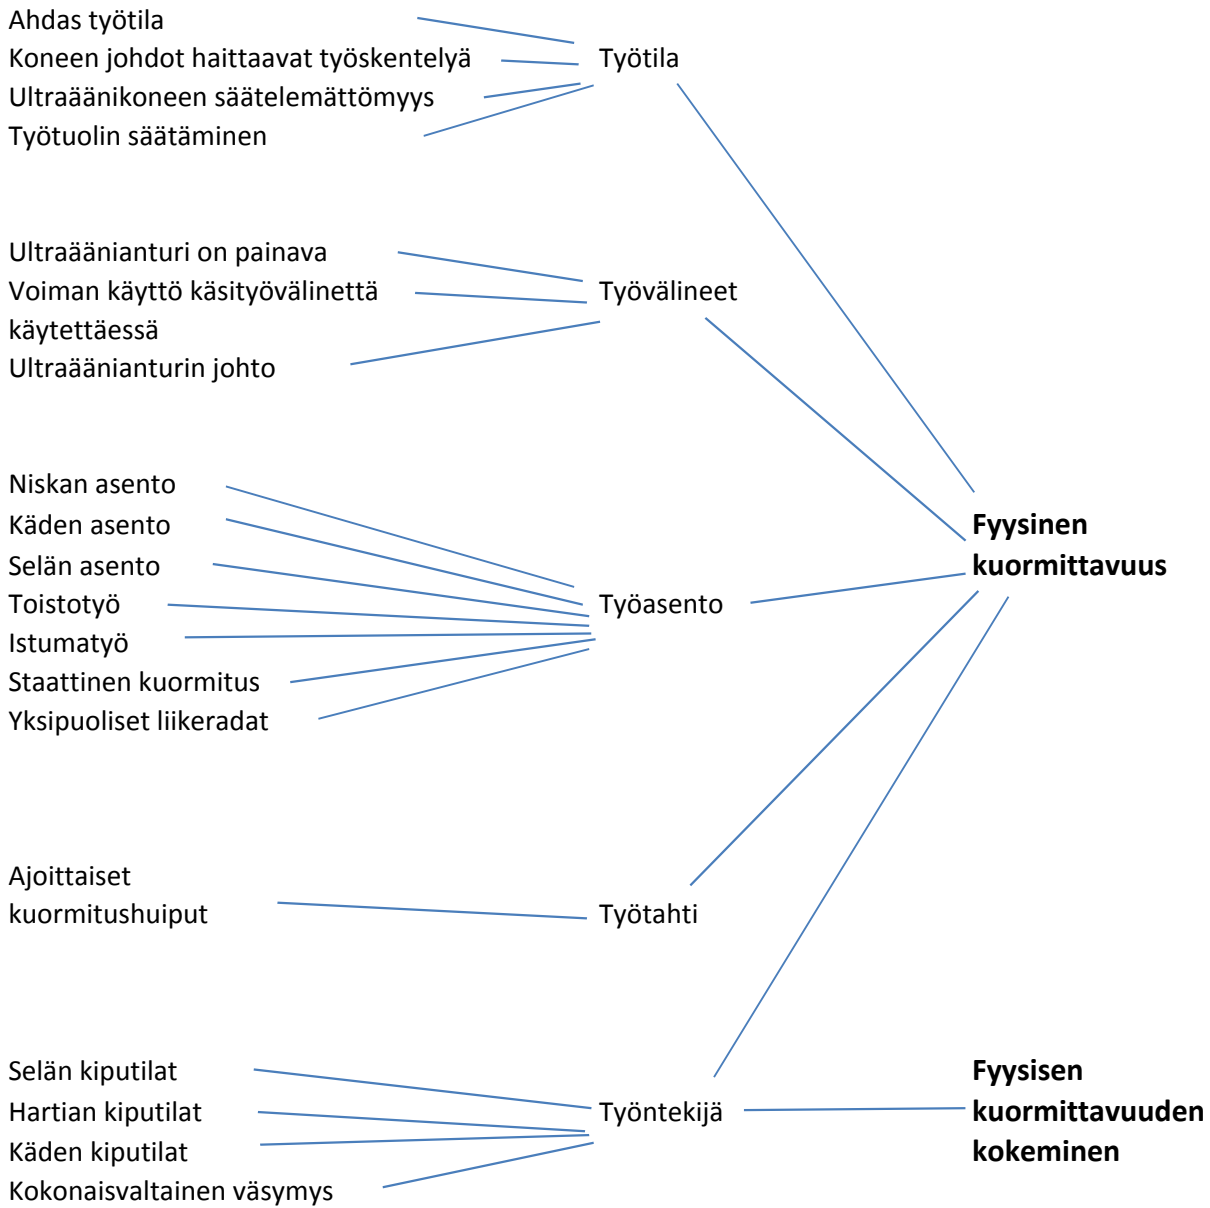 Ahdas työtila
Koneen johdot haittaavat työskentelyä
Työtila
Ultraäänikoneen säätelemättömyys
Työtuolin säätäminen
Ultraäänianturi on painava
Voiman käyttö käsityövälinettä
Työvälineet
käytettäessä
Ultraäänianturin johto
Niskan asento
Käden asento
Fyysinen
Selän asento
kuormittavuus
Toistotyö
Työasento
Istumatyö
Staattinen kuormitus
Yksipuoliset liikeradat
Ajoittaiset
kuormitushuiput
Työtahti
Selän kiputilat
Fyysisen
Hartian kiputilat
Työntekijä
kuormittavuuden
Käden kiputilat
kokeminen
Kokonaisvaltainen väsymys